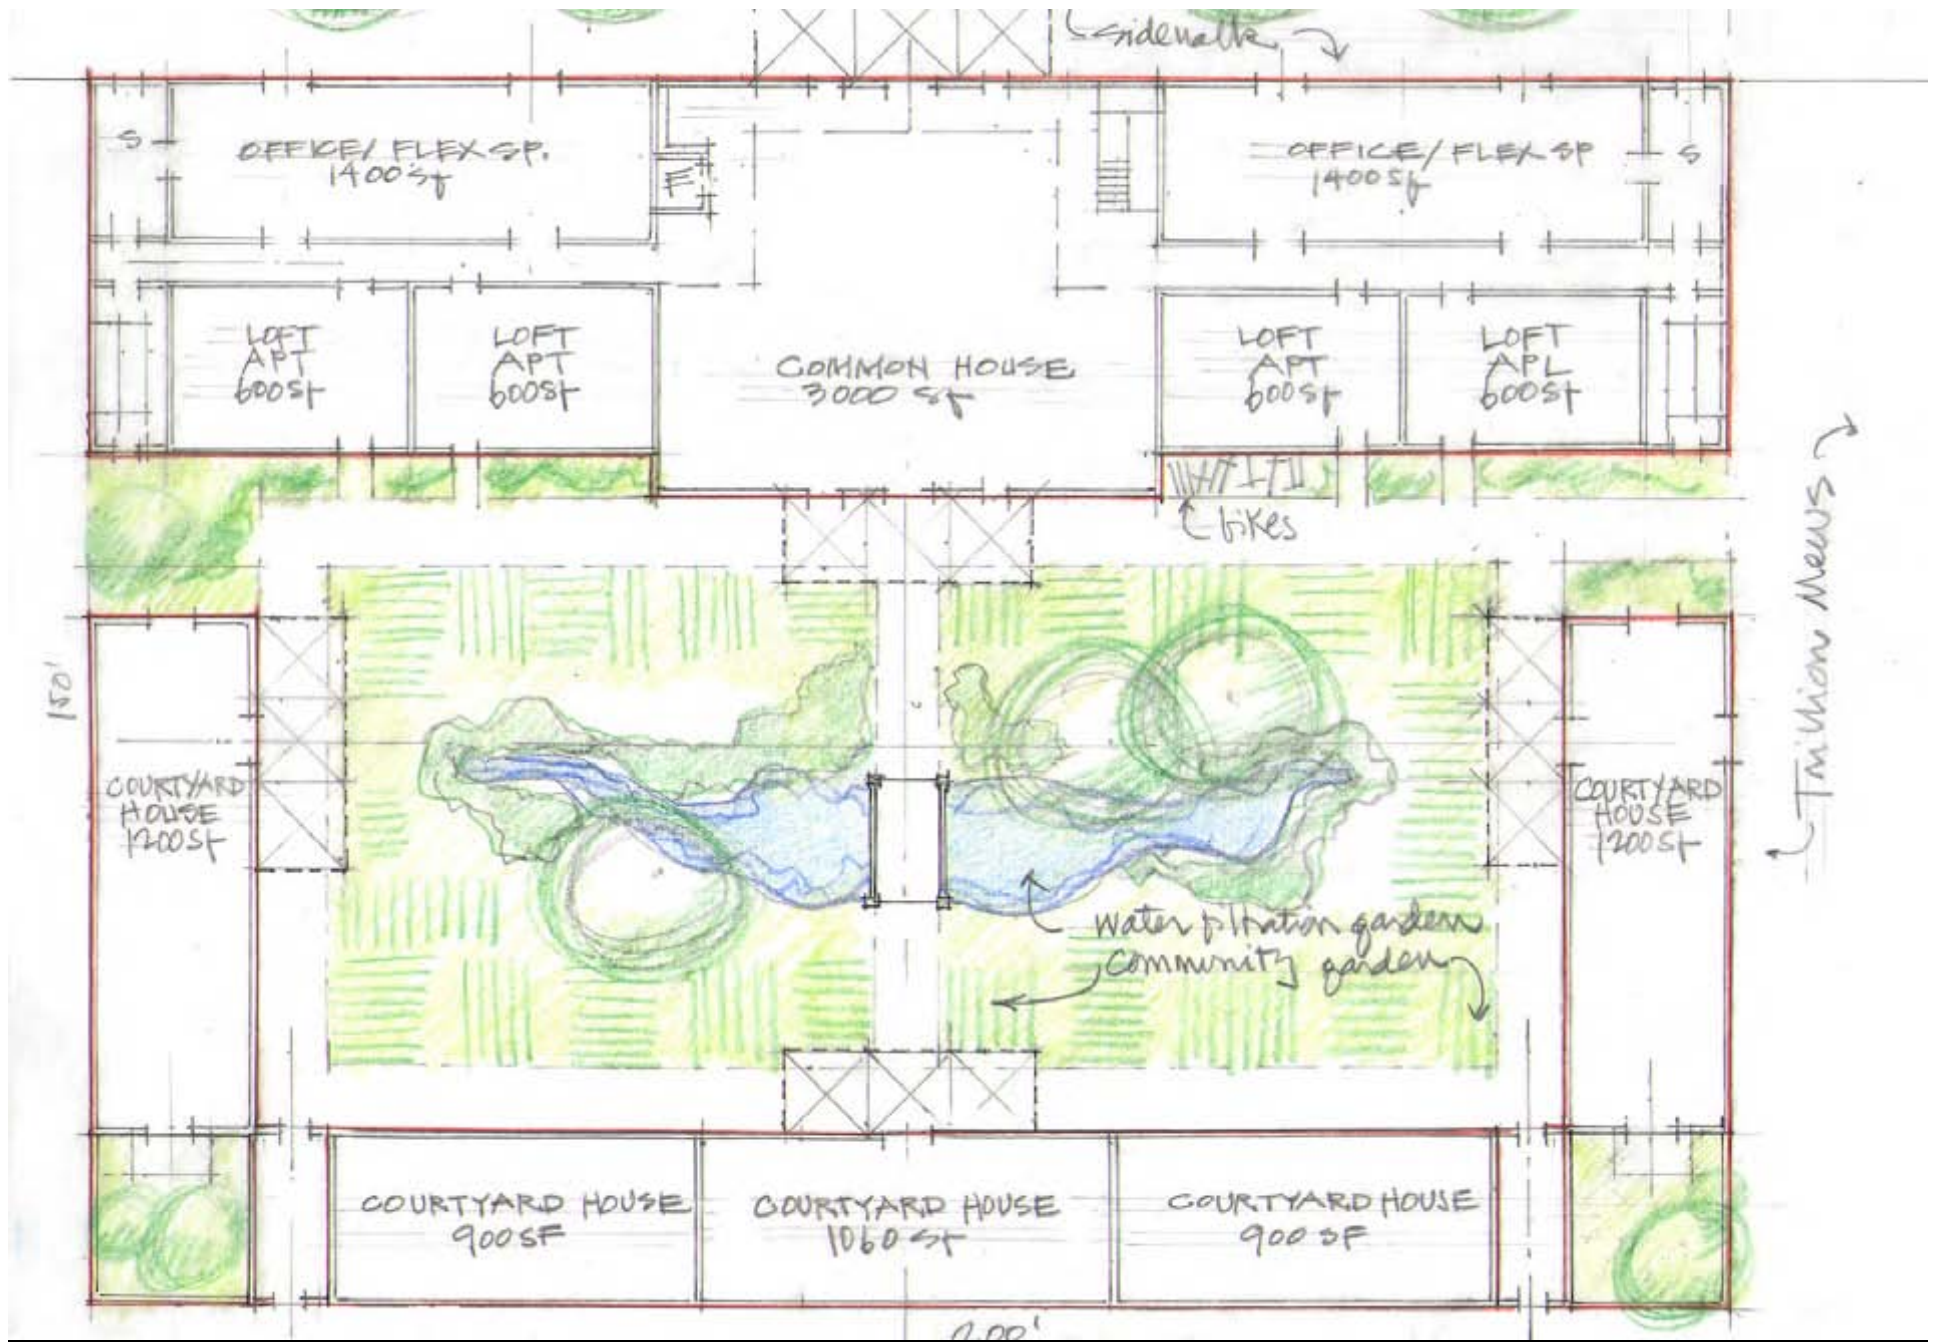 sidewalk
S
OFFICE/ FLEX SP.
1400 Sf
E
OFFICE/FLEX SP
1400 Sf
S
LOFT
APT
600 Sf
LOFT
APT
600 Sf
COMMON HOUSE
3000 Sf
LOFT
APT
600 Sf
LOFT
APL
600 Sf
bikes
150'
COURTYARD
HOUSE
1200 Sf
COURTYARD
HOUSE
1200 Sf
water filtration garden
community garden
COURTYARD HOUSE
900 SF
COURTYARD HOUSE
1060 Sf
COURTYARD HOUSE
900 SF
200'